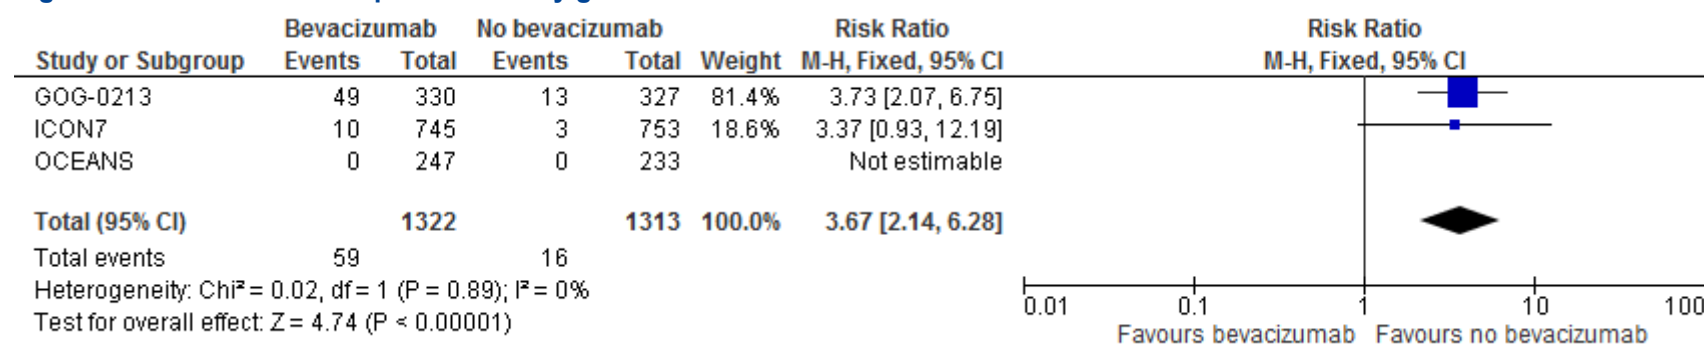 Bevacizumab No bevacizumab Risk Ratio Risk Ratio
Study or Subgroup Events Total Events Total Weight M-H, Fixed, 95% CI M-H, Fixed, 95% CI
GOG-0213 49 330 13 327 81.4% 3.73 [2.07, 6.75]
ICON7 10 745 3 753 18.6% 3.37 [0.93, 12.19]
OCEANS 0 247 0 233 Not estimable
Total (95% CI) 1322 1313 100.0% 3.67 [2.14, 6.28]
Total events 59 16
Heterogeneity: Chi² = 0.02, df = 1 (P = 0.89); I² = 0%
Test for overall effect: Z = 4.74 (P < 0.00001)
0.01 0.1 1 10 100
Favours bevacizumab Favours no bevacizumab